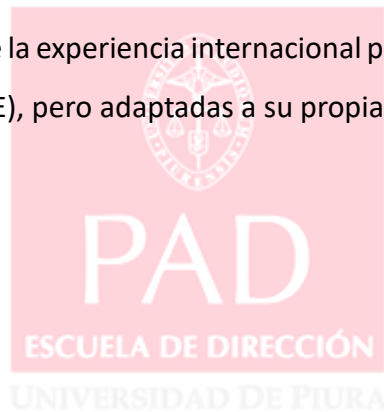 e la experiencia internacional p
E), pero adaptadas a su propia
PAD
ESCUELA DE DIRECCIÓN
UNIVERSIDAD DE PIURA